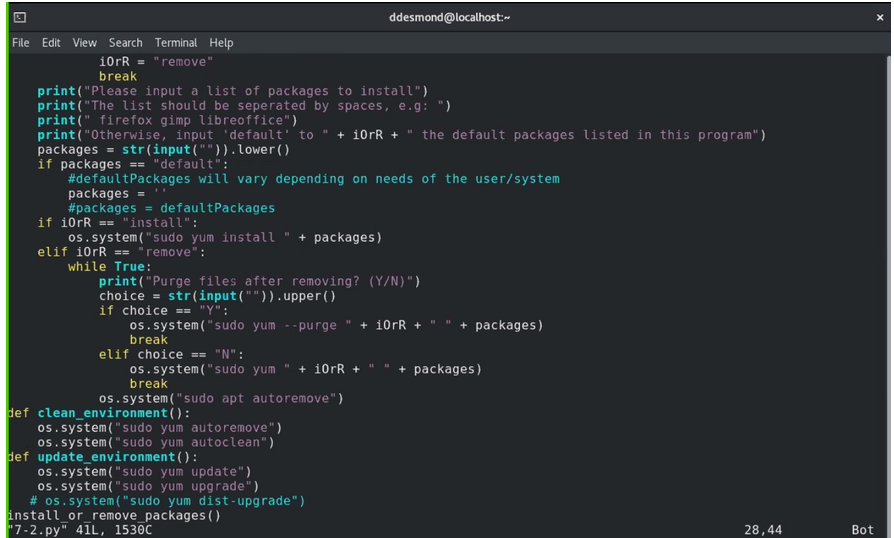 ddesmond@localhost:~
File Edit View Search Terminal Help
            iOrR = "remove"
            break
    print("Please input a list of packages to install")
    print("The list should be seperated by spaces, e.g: ")
    print(" firefox gimp libreoffice")
    print("Otherwise, input 'default' to " + iOrR + " the default packages listed in this program")
    packages = str(input("")).lower()
    if packages == "default":
        #defaultPackages will vary depending on needs of the user/system
        packages = ''
        #packages = defaultPackages
    if iOrR == "install":
        os.system("sudo yum install " + packages)
    elif iOrR == "remove":
        while True:
            print("Purge files after removing? (Y/N)")
            choice = str(input("")).upper()
            if choice == "Y":
                os.system("sudo yum --purge " + iOrR + " " + packages)
                break
            elif choice == "N":
                os.system("sudo yum " + iOrR + " " + packages)
                break
            os.system("sudo apt autoremove")
def clean_environment():
    os.system("sudo yum autoremove")
    os.system("sudo yum autoclean")
def update_environment():
    os.system("sudo yum update")
    os.system("sudo yum upgrade")
   # os.system("sudo yum dist-upgrade")
install_or_remove_packages()
"7-2.py" 41L, 1530C 28,44 Bot